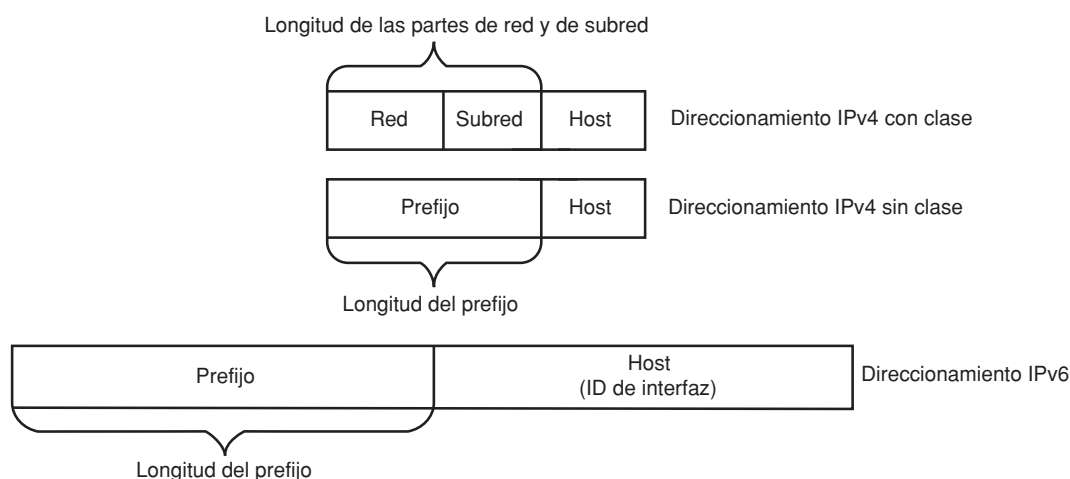 Longitud de las partes de red y de subred
Red Subred Host Direccionamiento IPv4 con clase
Prefijo Host Direccionamiento IPv4 sin clase
Longitud del prefijo
Prefijo Host (ID de interfaz) Direccionamiento IPv6
Longitud del prefijo